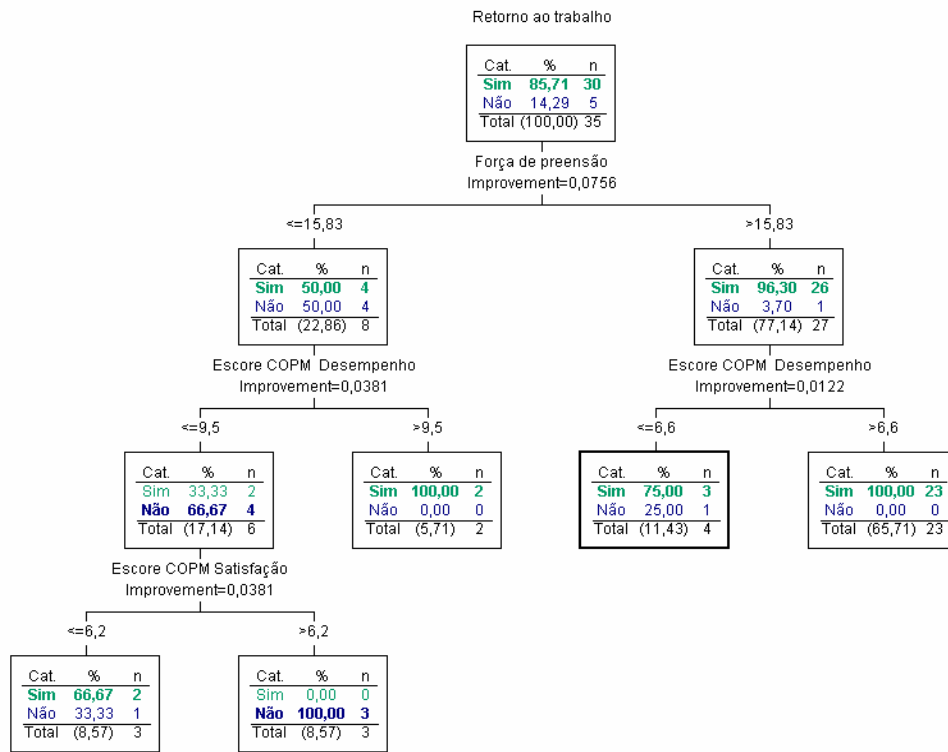 Retorno ao trabalho
Cat. % n
Sim 85,71 30
Não 14,29 5
Total (100,00) 35
Força de preensão
Improvement=0,0756
<=15,83
>15,83
Cat. % n
Sim 50,00 4
Não 50,00 4
Total (22,86) 8
Cat. % n
Sim 96,30 26
Não 3,70 1
Total (77,14) 27
Escore COPM Desempenho
Improvement=0,0381
Escore COPM Desempenho
Improvement=0,0122
<=9,5
>9,5
<=6,6
>6,6
Cat. % n
Sim 33,33 2
Não 66,67 4
Total (17,14) 6
Cat. % n
Sim 100,00 2
Não 0,00 0
Total (5,71) 2
Cat. % n
Sim 75,00 3
Não 25,00 1
Total (11,43) 4
Cat. % n
Sim 100,00 23
Não 0,00 0
Total (65,71) 23
Escore COPM Satisfação
Improvement=0,0381
<=6,2
>6,2
Cat. % n
Sim 66,67 2
Não 33,33 1
Total (8,57) 3
Cat. % n
Sim 0,00 0
Não 100,00 3
Total (8,57) 3